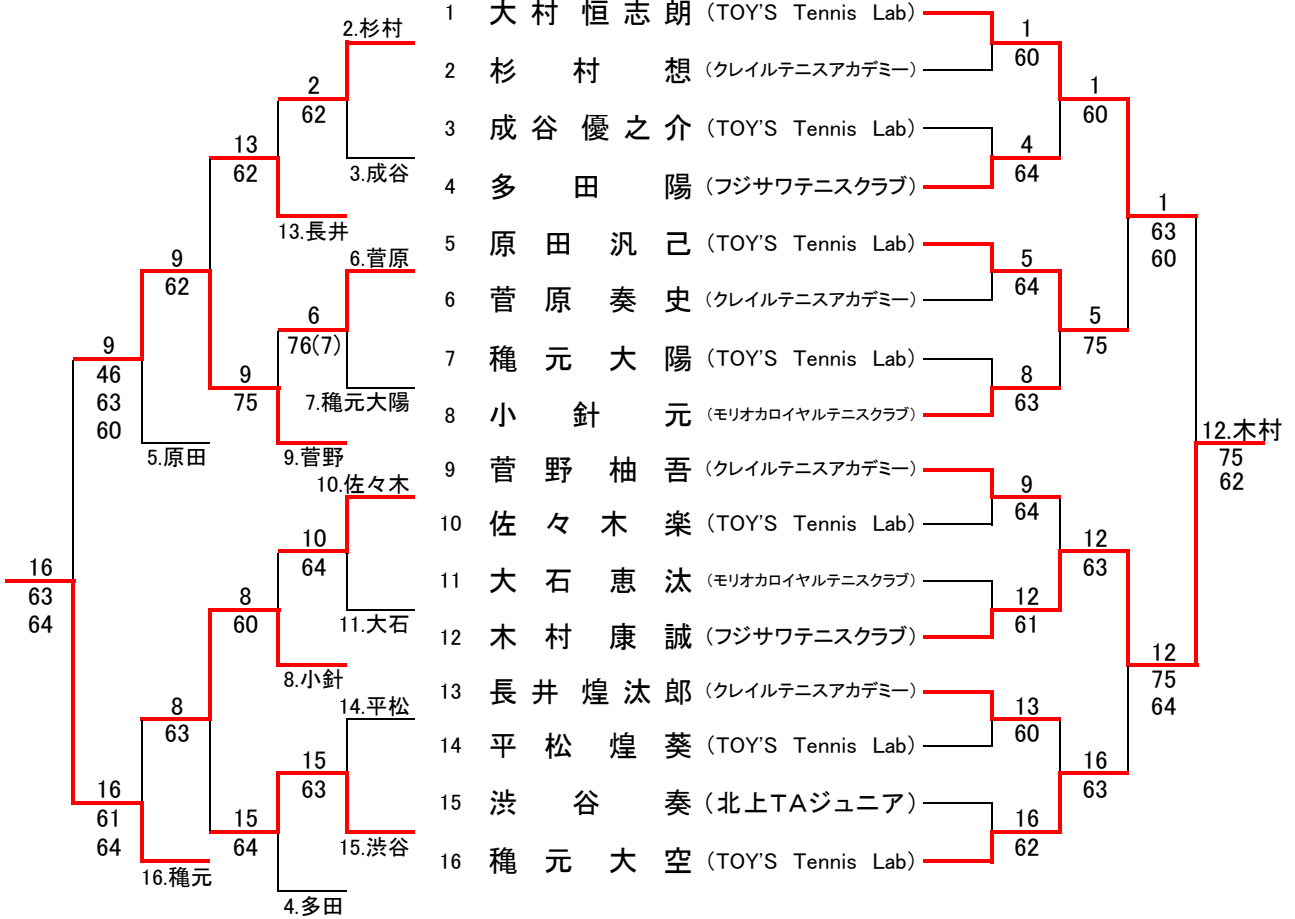 1 大村恒志朗 (TOY'S Tennis Lab)
2 杉村想 (クレイルテニスアカデミー)
3 成谷優之介 (TOY'S Tennis Lab)
4 多田陽 (フジサワテニスクラブ)
5 原田汎己 (TOY'S Tennis Lab)
6 菅原奏史 (クレイルテニスアカデミー)
7 穐元大陽 (TOY'S Tennis Lab)
8 小針元 (モリオカロイヤルテニスクラブ)
9 菅野柚吾 (クレイルテニスアカデミー)
10 佐々木楽 (TOY'S Tennis Lab)
11 大石恵汰 (モリオカロイヤルテニスクラブ)
12 木村康誠 (フジサワテニスクラブ)
13 長井煌汰郎 (クレイルテニスアカデミー)
14 平松煌葵 (TOY'S Tennis Lab)
15 渋谷奏 (北上TAジュニア)
16 穐元大空 (TOY'S Tennis Lab)
1
60
4
64
5
64
8
63
9
64
12
61
13
60
16
62
1
60
5
75
12
63
16
63
1
63
60
12
75
64
12.木村
75
62
2.杉村
3.成谷
6.菅原
7.穐元大陽
10.佐々木
11.大石
14.平松
15.渋谷
2
62
13.長井
6
76(7)
9.菅野
10
64
8.小針
15
63
4.多田
13
62
9
75
8
60
15
64
9
62
5.原田
8
63
16.穐元
9
46
63
60
16
61
64
16
63
64